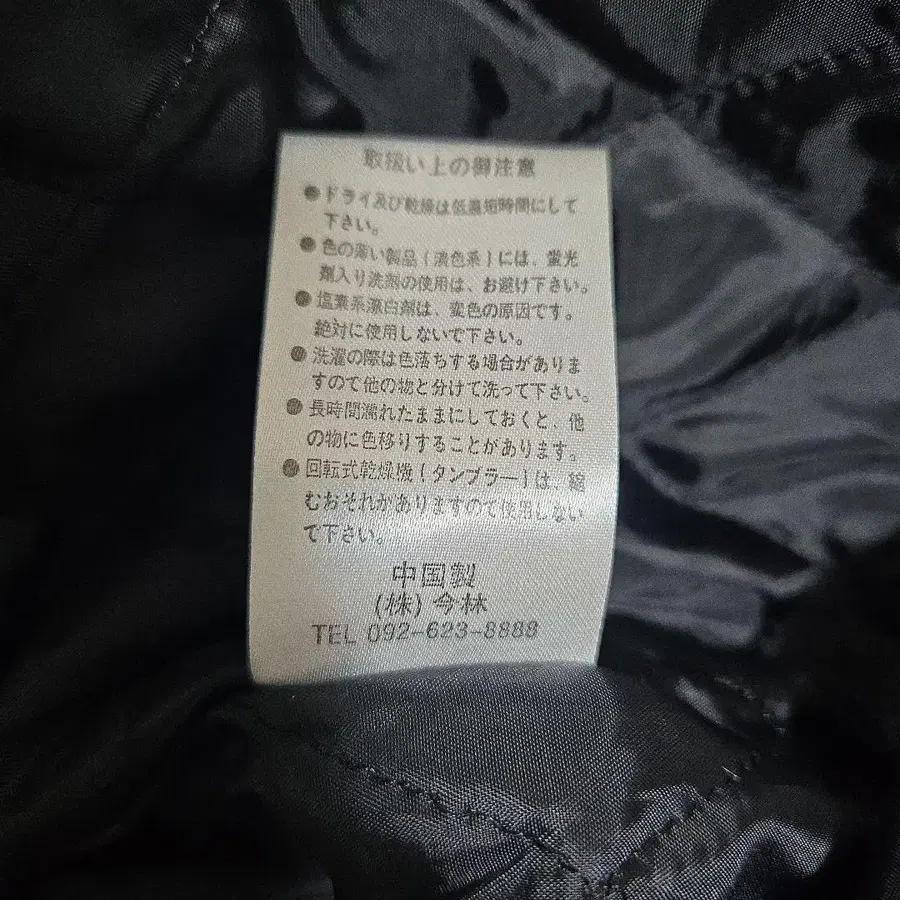 取扱い上の御注意
●ドライ及び乾燥は低温短時間にして
下さい。
●色の薄い製品(淡色系)には、蛍光
剤入り洗剤の使用は、お避け下さい。
●塩素系漂白剤は、変色の原因です。
絶対に使用しないで下さい。
●洗濯の際は色落ちする場合がありま
すので他の物と分けて洗って下さい。
●長時間濡れたままにしておくと、他
の物に色移りすることがあります。
●回転式乾燥機(タンブラー)は、縮
むおそれがありますので使用しない
て下さい。
中国製
(株)今林
TEL 092-623-8888